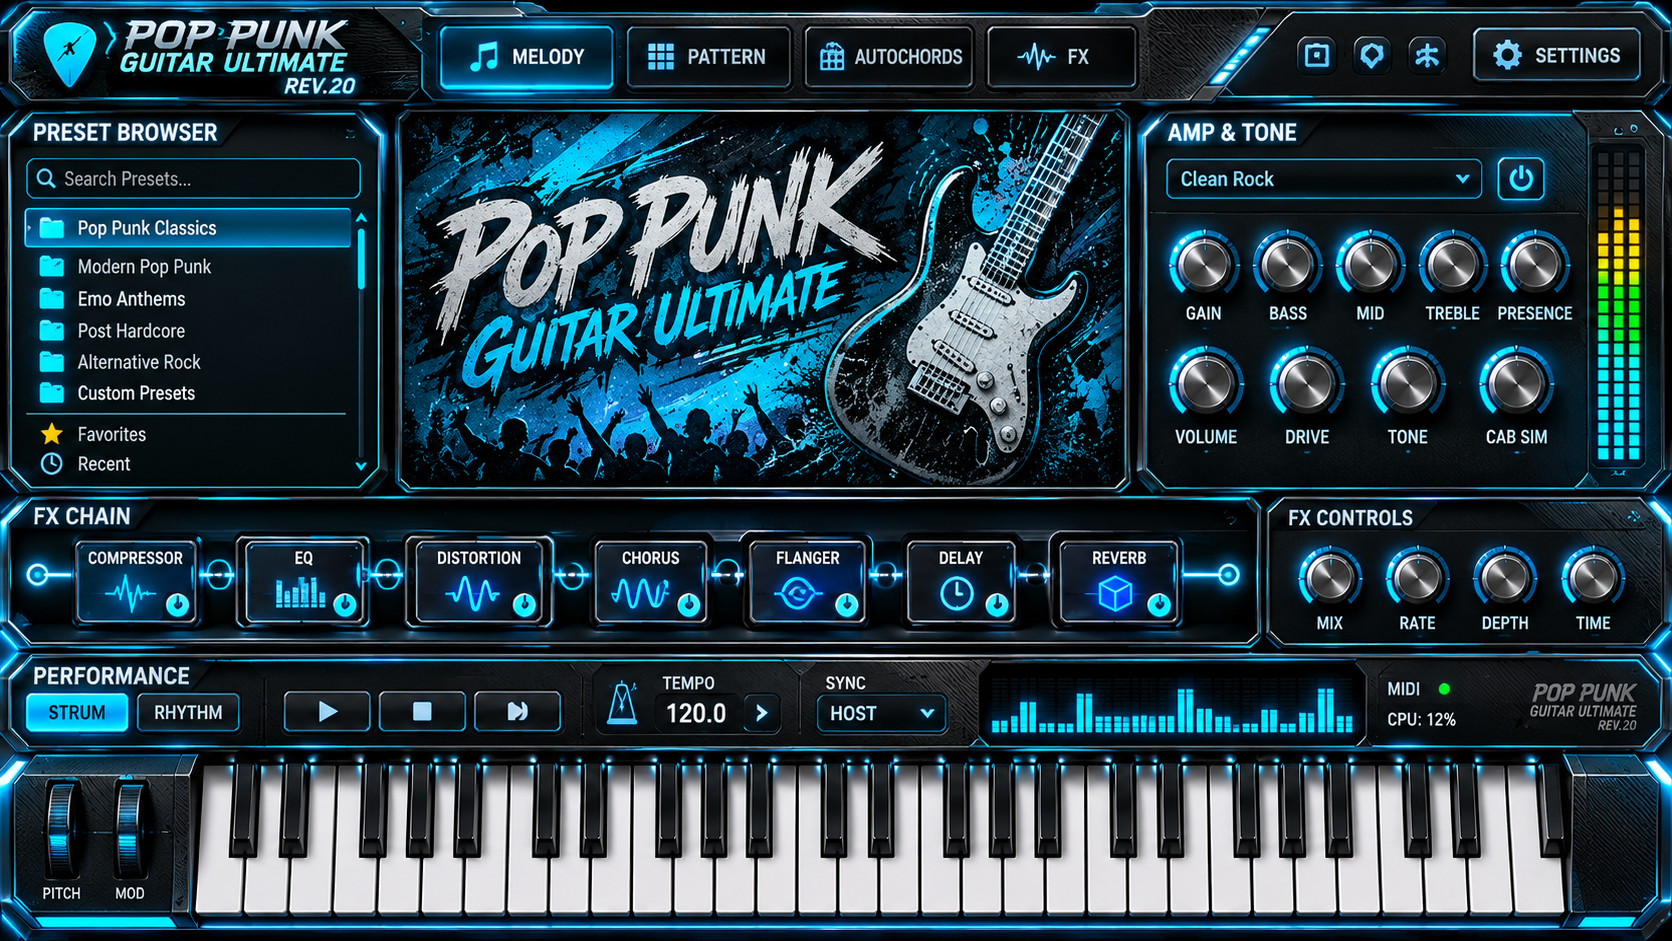 POP PUNK
GUITAR ULTIMATE
REV.20
MELODY
PATTERN
AUTOCHORDS
FX
SETTINGS
PRESET BROWSER
Search Presets...
Pop Punk Classics
Modern Pop Punk
Emo Anthems
Post Hardcore
Alternative Rock
Custom Presets
Favorites
Recent
POP PUNK
GUITAR ULTIMATE
AMP & TONE
Clean Rock
GAIN
BASS
MID
TREBLE
PRESENCE
VOLUME
DRIVE
TONE
CAB SIM
FX CHAIN
COMPRESSOR
EQ
DISTORTION
CHORUS
FLANGER
DELAY
REVERB
FX CONTROLS
MIX
RATE
DEPTH
TIME
PERFORMANCE
STRUM
RHYTHM
TEMPO
120.0
SYNC
HOST
MIDI
CPU: 12%
POP PUNK
GUITAR ULTIMATE
REV.20
PITCH
MOD